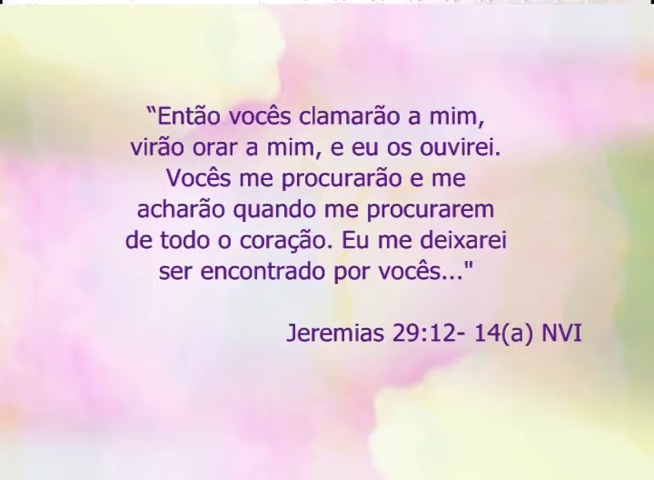 “Então vocês clamarão a mim,
virão orar a mim, e eu os ouvirei.
Vocês me procurarão e me
acharão quando me procurarem
de todo o coração. Eu me deixarei
ser encontrado por vocês..."
Jeremias 29:12- 14(a) NVI